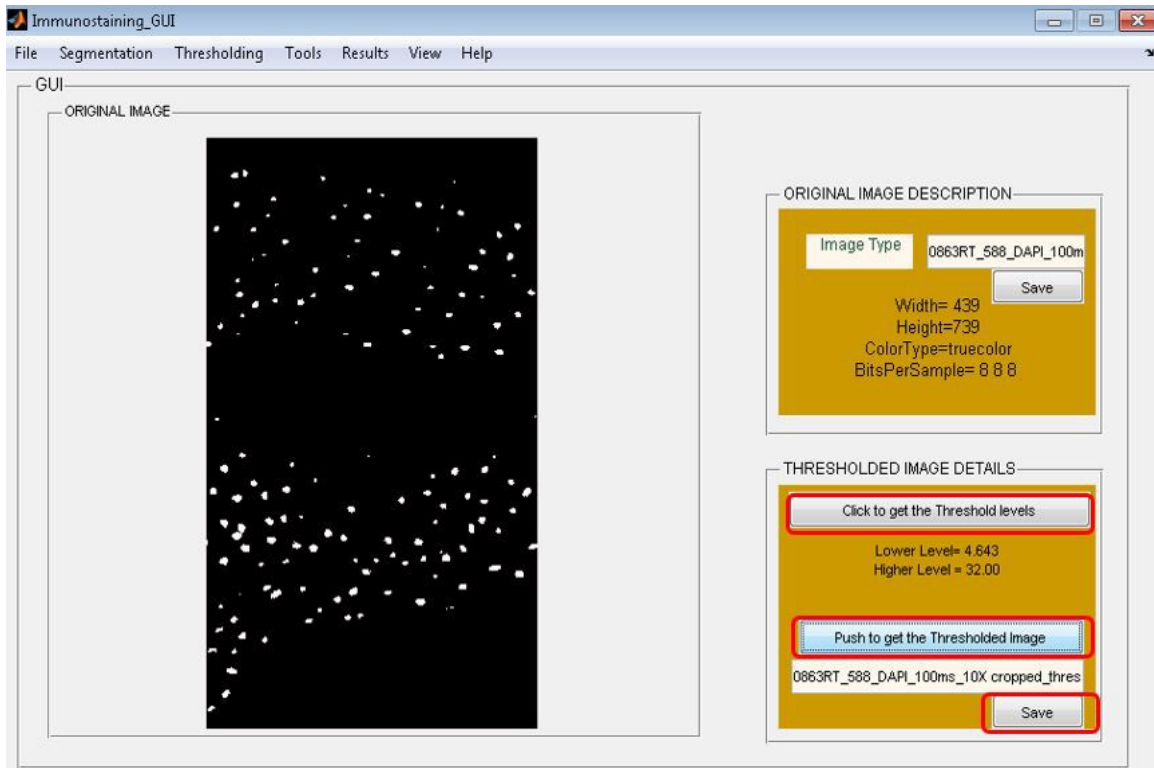 Immunostaining_GUI
File Segmentation Thresholding Tools Results View Help
GUI
ORIGINAL IMAGE
ORIGINAL IMAGE DESCRIPTION
Image Type 0863RT_588_DAPI_100m
Save
Width= 439
Height=739
ColorType=truecolor
BitsPerSample= 8 8 8
THRESHOLDED IMAGE DETAILS
Click to get the Threshold levels
Lower Level= 4.643
Higher Level = 32.00
Push to get the Thresholded Image
0863RT_588_DAPI_100ms_10X cropped_thres
Save